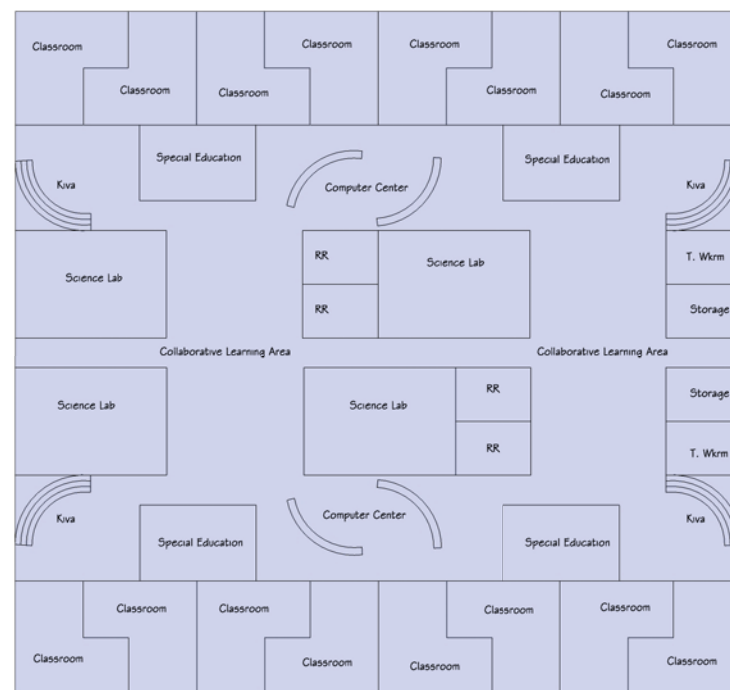 Classroom
Classroom
Classroom
Classroom
Classroom
Classroom
Classroom
Classroom
Special Education
Special Education
Kiva
Computer Center
Kiva
RR
Science Lab
T. Wkrm
Science Lab
RR
Storage
Collaborative Learning Area
Collaborative Learning Area
Science Lab
Science Lab
RR
Storage
RR
T. Wkrm
Kiva
Computer Center
Kiva
Special Education
Special Education
Classroom
Classroom
Classroom
Classroom
Classroom
Classroom
Classroom
Classroom